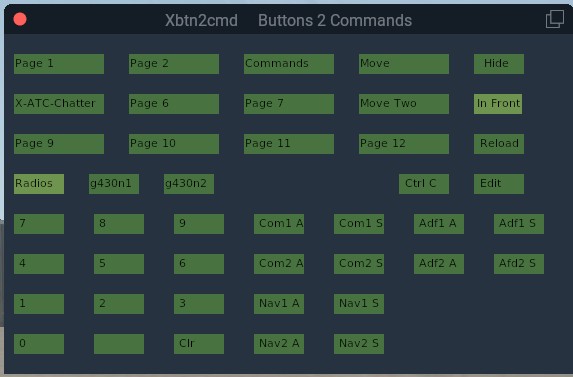 Xbtn2cmd Buttons 2 Commands
Page 1 Page 2 Commands Move Hide
X-ATC-Chatter Page 6 Page 7 Move Two In Front
Page 9 Page 10 Page 11 Page 12 Reload
Radios g430n1 g430n2 Ctrl C Edit
7 8 9 Com1 A Com1 S Adf1 A Adf1 S
4 5 6 Com2 A Com2 S Adf2 A Afd2 S
1 2 3 Nav1 A Nav1 S
0 Clr Nav2 A Nav2 S